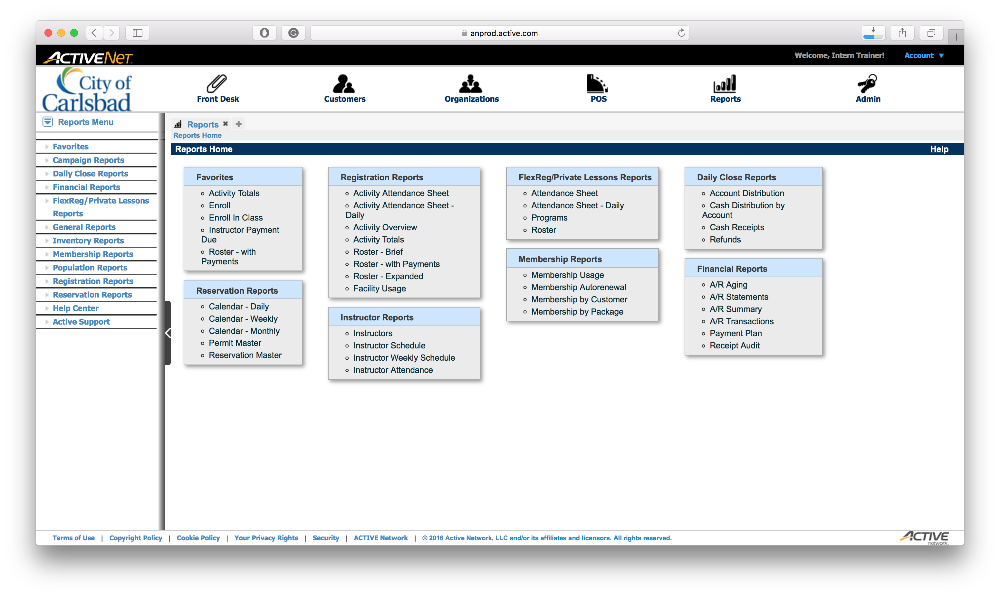 anprod.active.com
ACTIVENET
Welcome, Intern Trainer!
Account
City of
Carlsbad
Front Desk
Customers
Organizations
POS
Reports
Admin
Reports Menu
Favorites
Campaign Reports
Daily Close Reports
Financial Reports
FlexReg/Private Lessons
Reports
General Reports
Inventory Reports
Membership Reports
Population Reports
Registration Reports
Reservation Reports
Help Center
Active Support
Reports
Reports Home
Reports Home
Help
Favorites
Activity Totals
Enroll
Enroll In Class
Instructor Payment
Due
Roster - with
Payments
Reservation Reports
Calendar - Daily
Calendar - Weekly
Calendar - Monthly
Permit Master
Reservation Master
Registration Reports
Activity Attendance Sheet
Activity Attendance Sheet -
Daily
Activity Overview
Activity Totals
Roster - Brief
Roster - with Payments
Roster - Expanded
Facility Usage
Instructor Reports
Instructors
Instructor Schedule
Instructor Weekly Schedule
Instructor Attendance
FlexReg/Private Lessons Reports
Attendance Sheet
Attendance Sheet - Daily
Programs
Roster
Membership Reports
Membership Usage
Membership Autorenewal
Membership by Customer
Membership by Package
Daily Close Reports
Account Distribution
Cash Distribution by
Account
Cash Receipts
Refunds
Financial Reports
A/R Aging
A/R Statements
A/R Summary
A/R Transactions
Payment Plan
Receipt Audit
Terms of Use | Copyright Policy | Cookie Policy | Your Privacy Rights | Security | ACTIVE Network | © 2016 Active Network, LLC and/or its affiliates and licensors. All rights reserved.
ACTIVE
network.